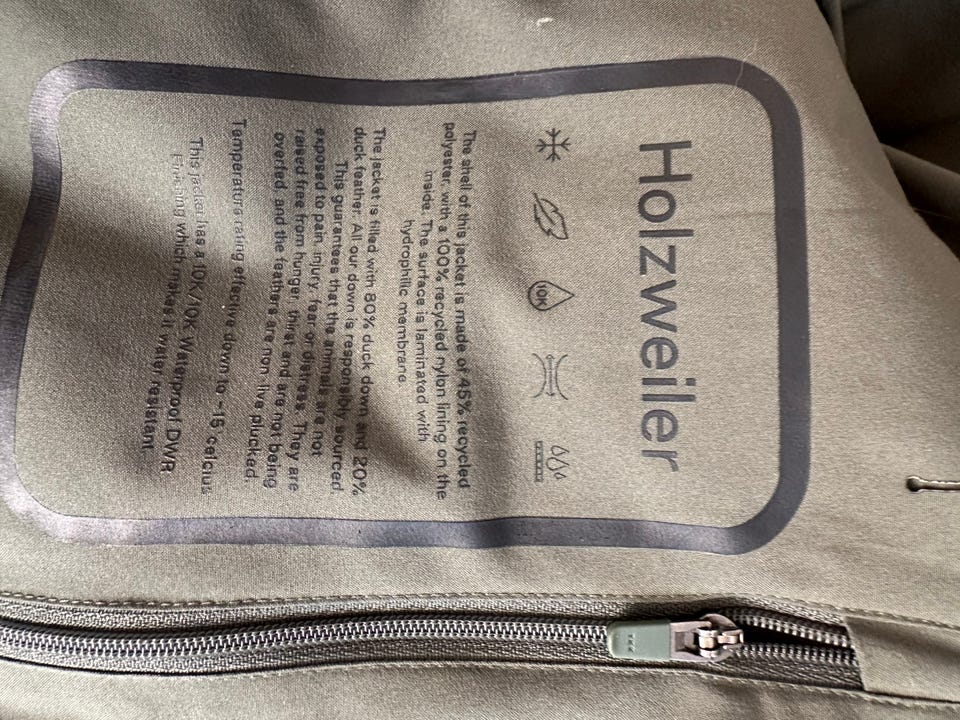 Holzweiler
10K
The shell of this jacket is made of 45% recycled
polyester, with a 100% recycled nylon lining on the
inside. The surface is laminated with
hydrophilic membrane.
The jacket is filled with 80% duck down and 20%
duck feather. All our down is responsibly sourced.
This guarantees that the animals are not
exposed to pain, injury, fear or distress. They are
raised free from hunger, thirst and are not being
overfed, and the feathers are non live plucked.
Temperature rating effective down to -15 celcius
This jacket has a 10K/10K Waterproof DWR
finishing which makes it water resistant.